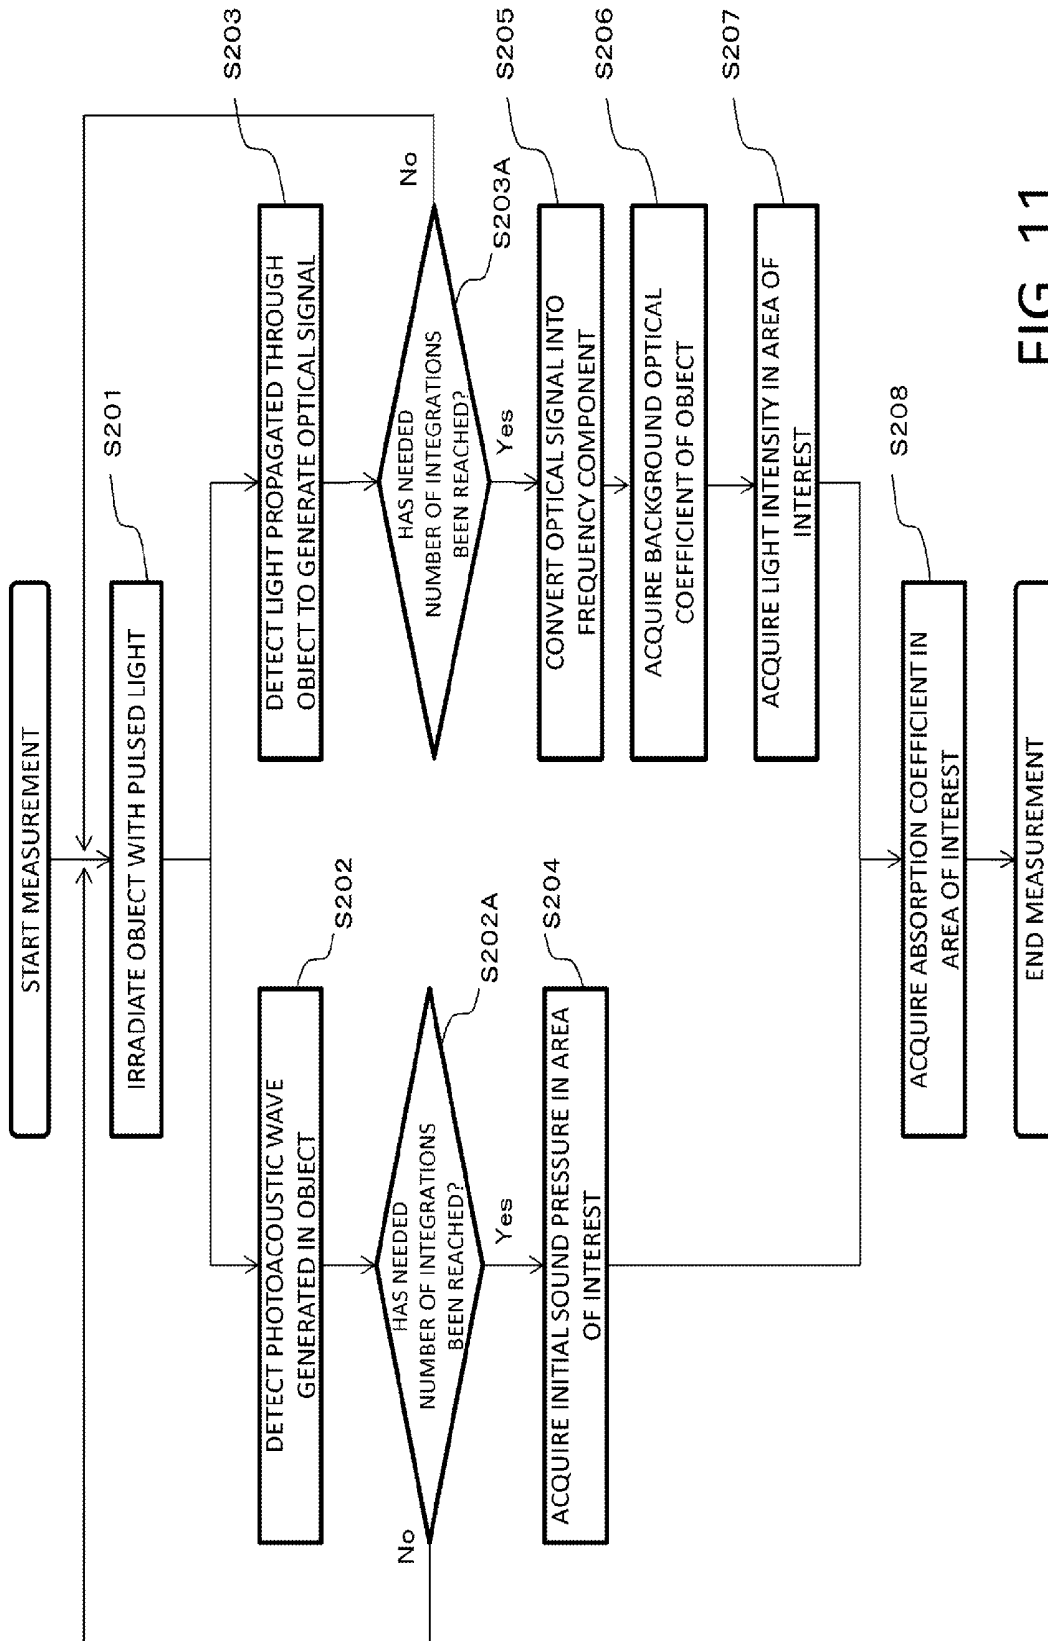 START MEASUREMENT
S201
IRRADIATE OBJECT WITH PULSED LIGHT
S202
DETECT PHOTOACOUSTIC WAVE
GENERATED IN OBJECT
S202A
HAS NEEDED
NUMBER OF INTEGRATIONS
BEEN REACHED?
No
Yes
S204
ACQUIRE INITIAL SOUND PRESSURE IN AREA
OF INTEREST
S203
DETECT LIGHT PROPAGATED THROUGH
OBJECT TO GENERATE OPTICAL SIGNAL
S203A
HAS NEEDED
NUMBER OF INTEGRATIONS
BEEN REACHED?
No
Yes
S205
CONVERT OPTICAL SIGNAL INTO
FREQUENCY COMPONENT
S206
ACQUIRE BACKGROUND OPTICAL
COEFFICIENT OF OBJECT
S207
ACQUIRE LIGHT INTENSITY IN AREA OF
INTEREST
S208
ACQUIRE ABSORPTION COEFFICIENT IN
AREA OF INTEREST
END MEASUREMENT
FIG. 11